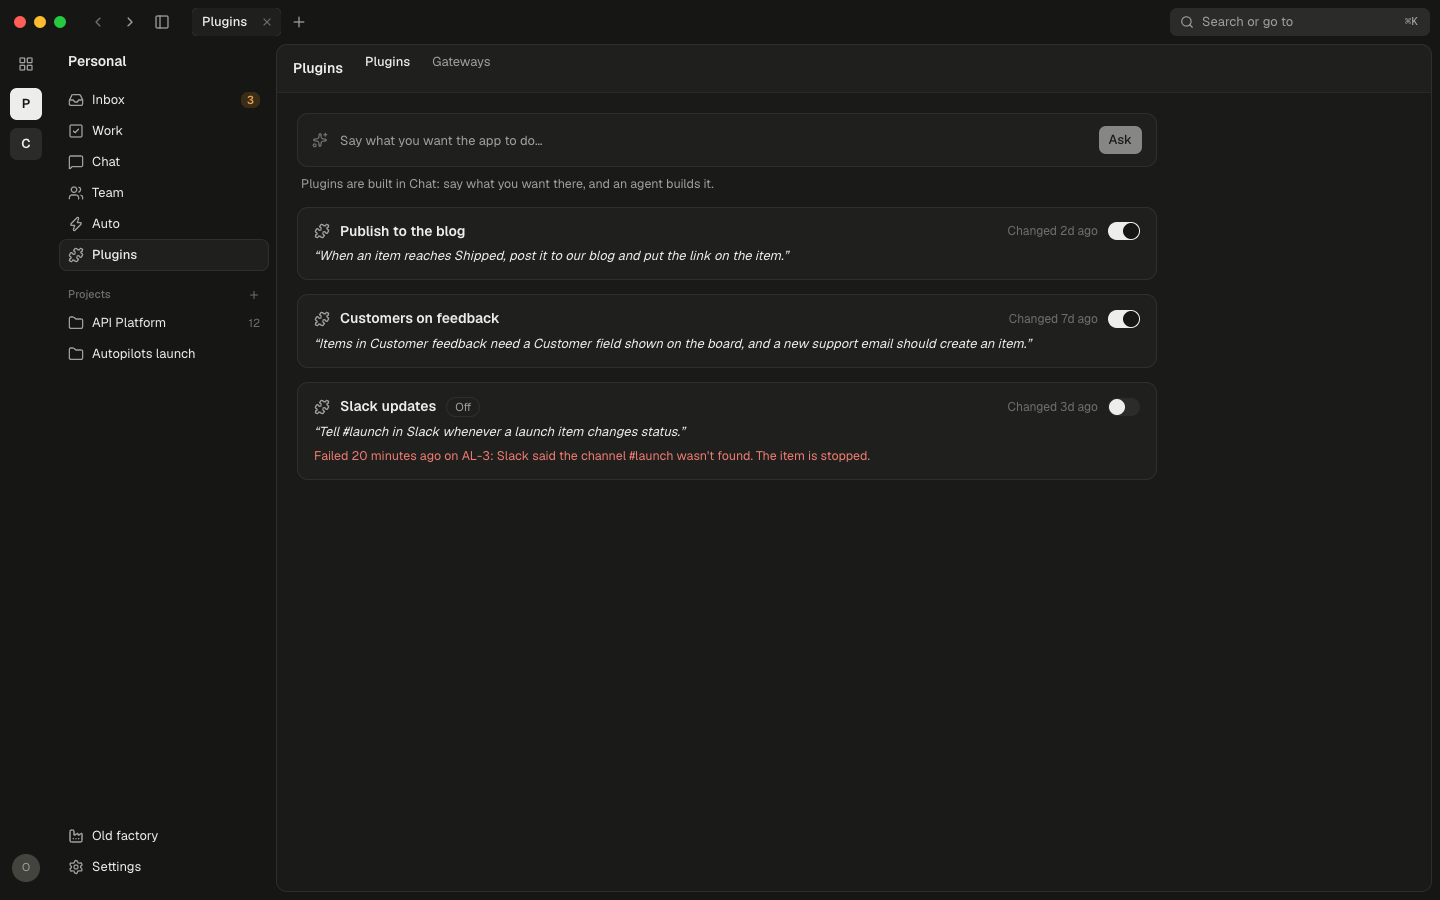 Plugins
Search or go to
⌘K
Personal
P
C
Inbox
3
Work
Chat
Team
Auto
Plugins
Projects
API Platform
12
Autopilots launch
Old factory
Settings
O
Plugins
Plugins
Gateways
Say what you want the app to do…
Ask
Plugins are built in Chat: say what you want there, and an agent builds it.
Publish to the blog
Changed 2d ago
“When an item reaches Shipped, post it to our blog and put the link on the item.”
Customers on feedback
Changed 7d ago
“Items in Customer feedback need a Customer field shown on the board, and a new support email should create an item.”
Slack updates
Off
Changed 3d ago
“Tell #launch in Slack whenever a launch item changes status.”
Failed 20 minutes ago on AL-3: Slack said the channel #launch wasn't found. The item is stopped.